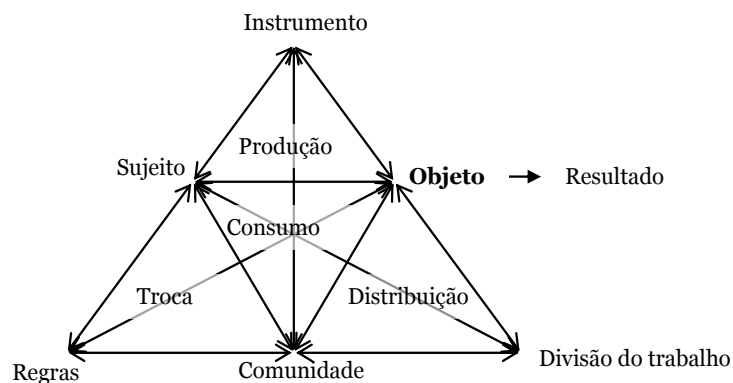 Instrumento
Produção
Sujeito
Objeto
Resultado
Consumo
Troca
Distribuição
Regras
Comunidade
Divisão do trabalho